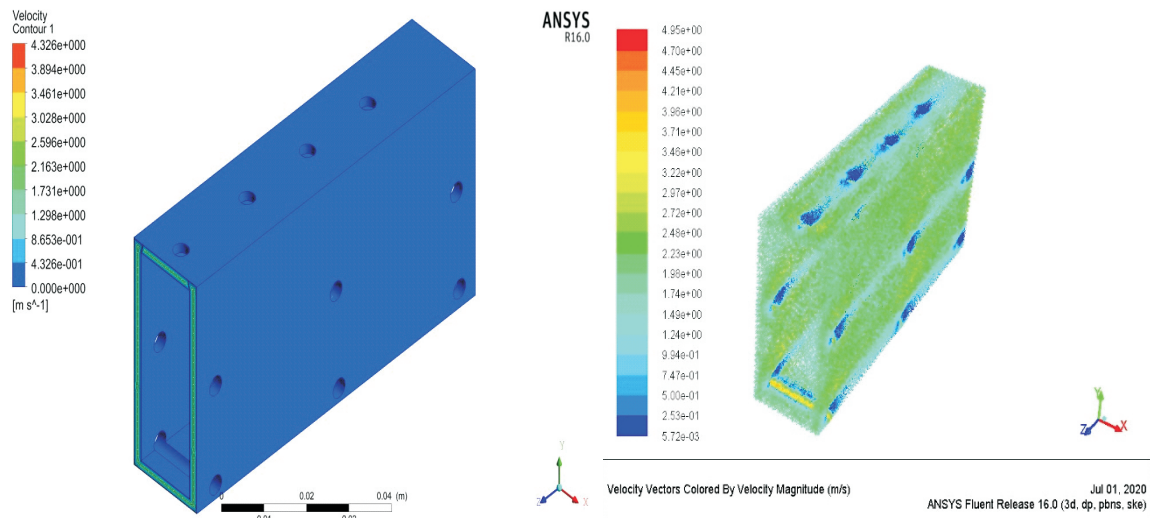 Velocity
Contour 1
4.326e+000
3.894e+000
3.461e+000
3.028e+000
2.596e+000
2.163e+000
1.731e+000
1.298e+000
8.653e-001
4.326e-001
0.000e+000
[m s^-1]
0
0.02
0.04 (m)
0.01
0.03
Y
Z
X
ANSYS
R16.0
4.95e+00
4.70e+00
4.45e+00
4.21e+00
3.96e+00
3.71e+00
3.46e+00
3.22e+00
2.97e+00
2.72e+00
2.48e+00
2.23e+00
1.98e+00
1.74e+00
1.49e+00
1.24e+00
9.94e-01
7.47e-01
5.00e-01
2.53e-01
5.72e-03
Y
Z
X
Velocity Vectors Colored By Velocity Magnitude (m/s)
Jul 01, 2020
ANSYS Fluent Release 16.0 (3d, dp, pbns, ske)